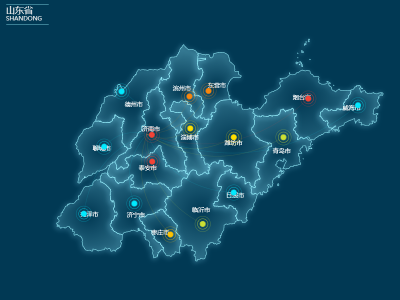 山东省
SHANDONG
滨州市
东营市
德州市
烟台市
威海市
济南市
淄博市
潍坊市
青岛市
聊城市
泰安市
日照市
菏泽市
济宁市
临沂市
枣庄市